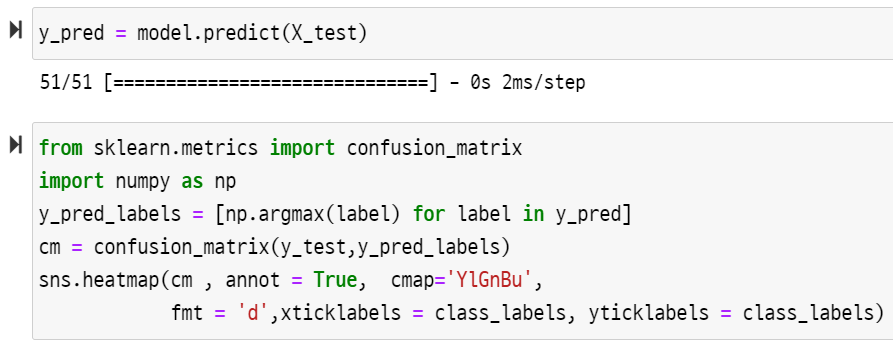 y_pred = model.predict(X_test)
51/51 [==============================] - 0s 2ms/step
from sklearn.metrics import confusion_matrix
import numpy as np
y_pred_labels = [np.argmax(label) for label in y_pred]
cm = confusion_matrix(y_test,y_pred_labels)
sns.heatmap(cm , annot = True,  cmap='YlGnBu',
            fmt = 'd',xticklabels = class_labels, yticklabels = class_labels)